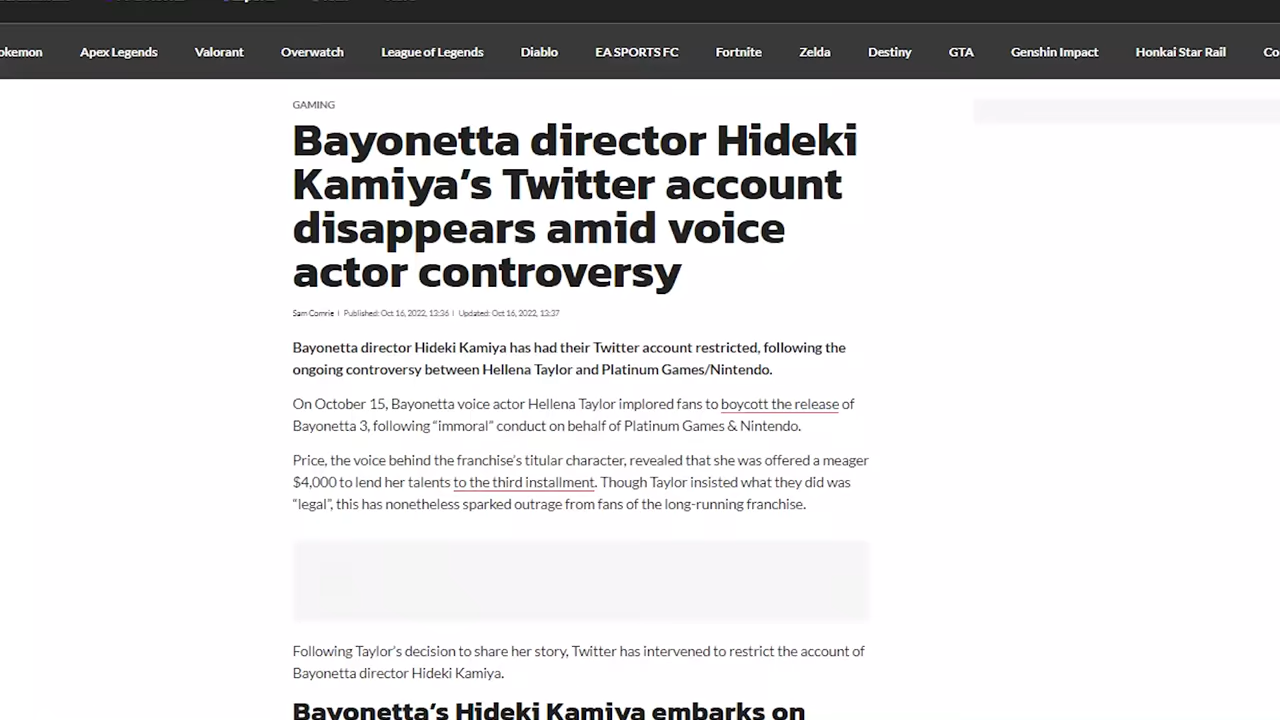 okemon Apex Legends Valorant Overwatch League of Legends Diablo EA SPORTS FC Fortnite Zelda Destiny GTA Genshin Impact Honkai Star Rail Co
GAMING
Bayonetta director Hideki
Kamiya’s Twitter account
disappears amid voice
actor controversy
Sam Comrie | Published: Oct 16, 2022, 13:36 | Updated: Oct 16, 2022, 13:37
Bayonetta director Hideki Kamiya has had their Twitter account restricted, following the
ongoing controversy between Hellena Taylor and Platinum Games/Nintendo.
On October 15, Bayonetta voice actor Hellena Taylor implored fans to boycott the release of
Bayonetta 3, following “immoral” conduct on behalf of Platinum Games & Nintendo.
Price, the voice behind the franchise’s titular character, revealed that she was offered a meager
$4,000 to lend her talents to the third installment. Though Taylor insisted what they did was
“legal”, this has nonetheless sparked outrage from fans of the long-running franchise.
Following Taylor’s decision to share her story, Twitter has intervened to restrict the account of
Bayonetta director Hideki Kamiya.
Bayonetta’s Hideki Kamiya embarks on